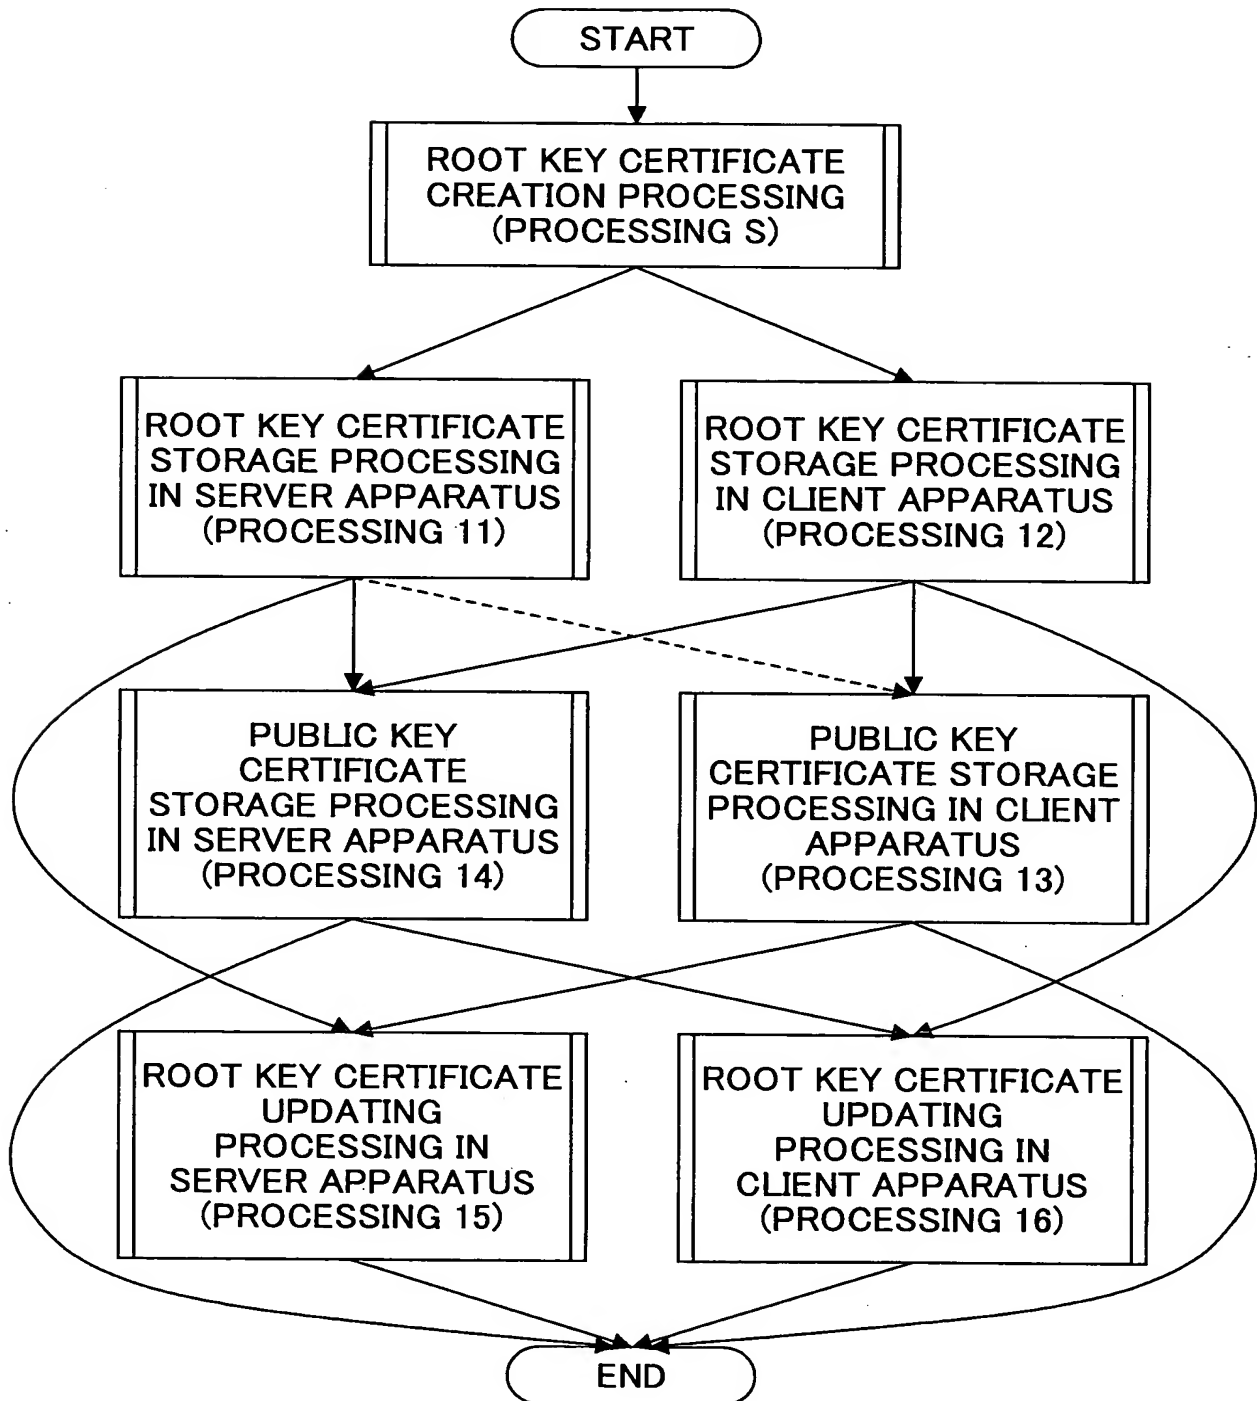 START
ROOT KEY CERTIFICATE
CREATION PROCESSING
(PROCESSING S)
ROOT KEY CERTIFICATE
STORAGE PROCESSING
IN SERVER APPARATUS
(PROCESSING 11)
ROOT KEY CERTIFICATE
STORAGE PROCESSING
IN CLIENT APPARATUS
(PROCESSING 12)
PUBLIC KEY
CERTIFICATE
STORAGE PROCESSING
IN SERVER APPARATUS
(PROCESSING 14)
PUBLIC KEY
CERTIFICATE STORAGE
PROCESSING IN CLIENT
APPARATUS
(PROCESSING 13)
ROOT KEY CERTIFICATE
UPDATING
PROCESSING IN
SERVER APPARATUS
(PROCESSING 15)
ROOT KEY CERTIFICATE
UPDATING
PROCESSING IN
CLIENT APPARATUS
(PROCESSING 16)
END